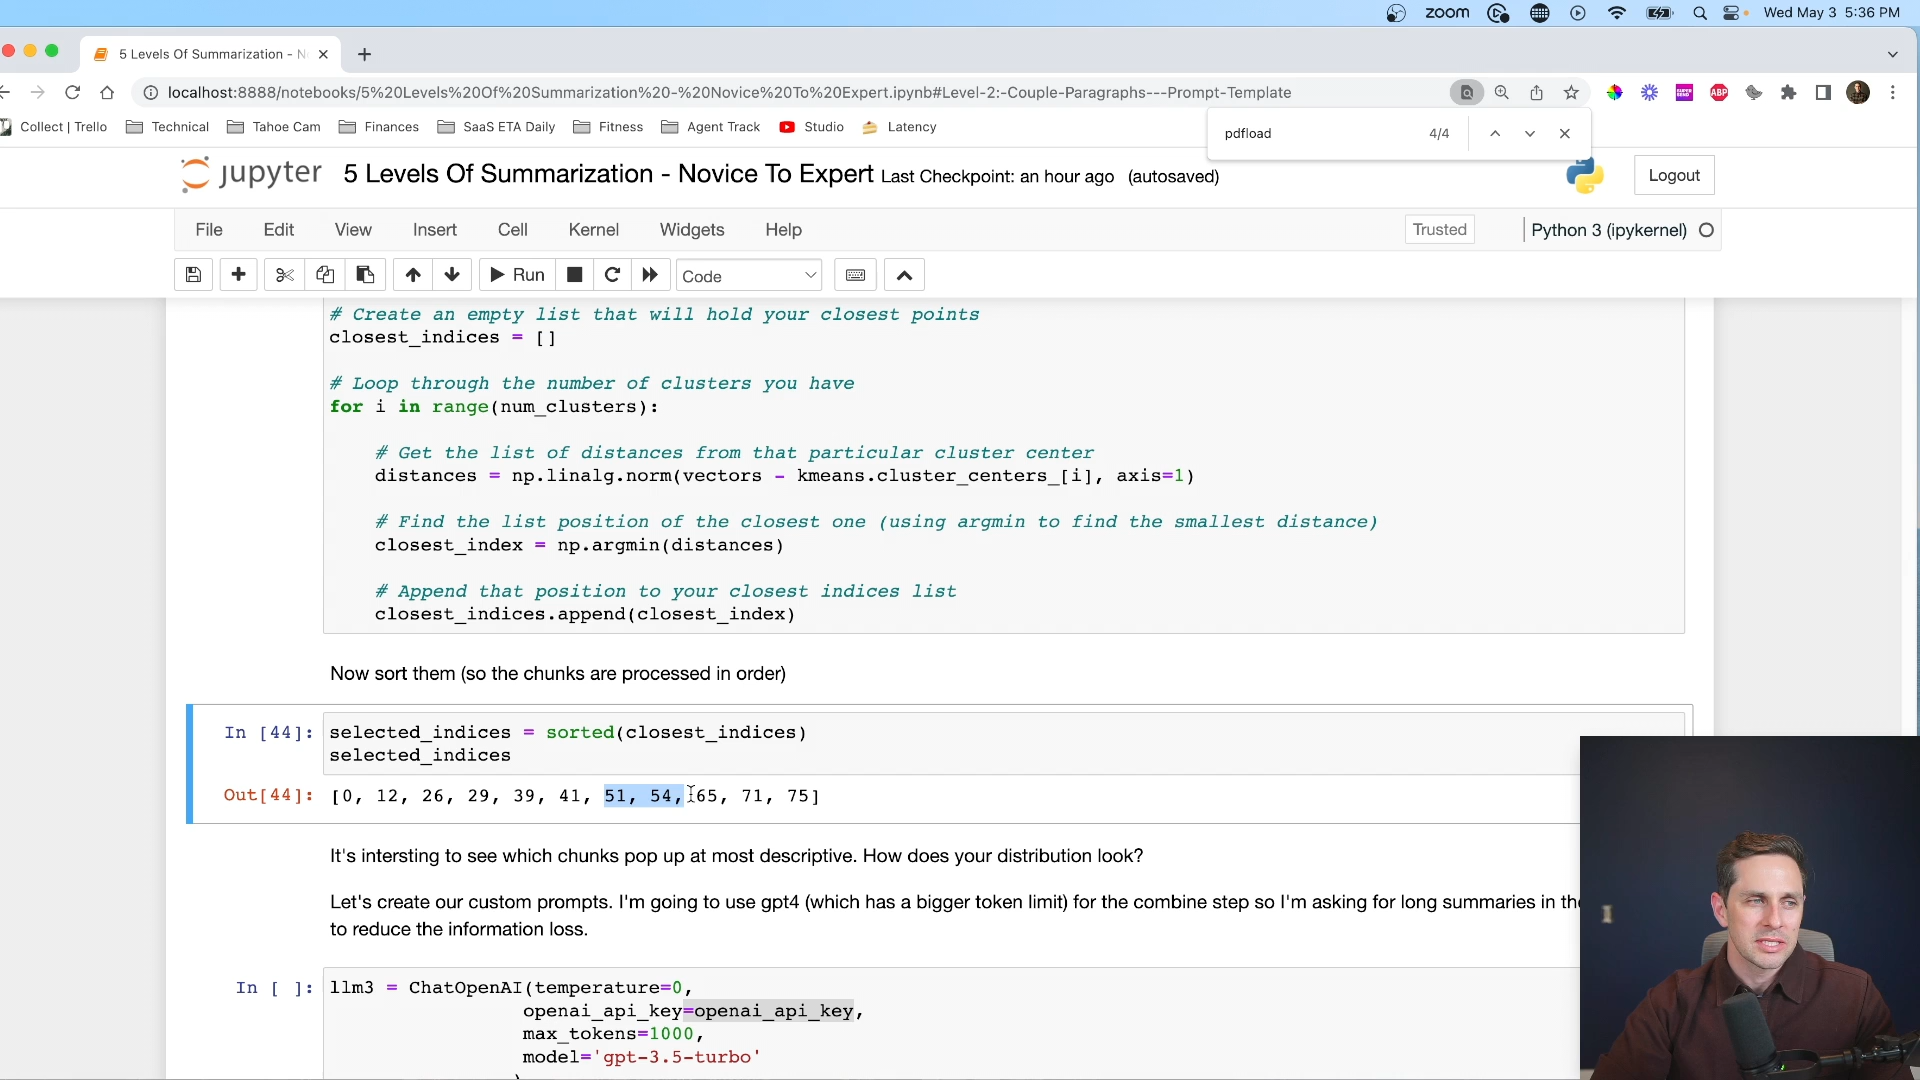 zoom
Wed May 3 5:36 PM
5 Levels Of Summarization - N
localhost:8888/notebooks/5%20Levels%20Of%20Summarization%20-%20Novice%20To%20Expert.ipynb#Level-2:-Couple-Paragraphs---Prompt-Template
ABP
Collect | Trello
Technical
Tahoe Cam
Finances
SaaS ETA Daily
Fitness
Agent Track
Studio
Latency
pdfload
4/4
jupyter
5 Levels Of Summarization - Novice To Expert Last Checkpoint: an hour ago (autosaved)
Logout
File
Edit
View
Insert
Cell
Kernel
Widgets
Help
Trusted
Python 3 (ipykernel)
Run
Code
# Create an empty list that will hold your closest points
closest_indices = []
# Loop through the number of clusters you have
for i in range(num_clusters):
# Get the list of distances from that particular cluster center
distances = np.linalg.norm(vectors - kmeans.cluster_centers_[i], axis=1)
# Find the list position of the closest one (using argmin to find the smallest distance)
closest_index = np.argmin(distances)
# Append that position to your closest indices list
closest_indices.append(closest_index)
Now sort them (so the chunks are processed in order)
In [44]: selected_indices = sorted(closest_indices)
selected_indices
Out[44]: [0, 12, 26, 29, 39, 41, 51, 54, 65, 71, 75]
It's intersting to see which chunks pop up at most descriptive. How does your distribution look?
Let's create our custom prompts. I'm going to use gpt4 (which has a bigger token limit) for the combine step so I'm asking for long summaries in the
to reduce the information loss.
In [ ]: llm3 = ChatOpenAI(temperature=0,
openai_api_key=openai_api_key,
max_tokens=1000,
model='gpt-3.5-turbo'